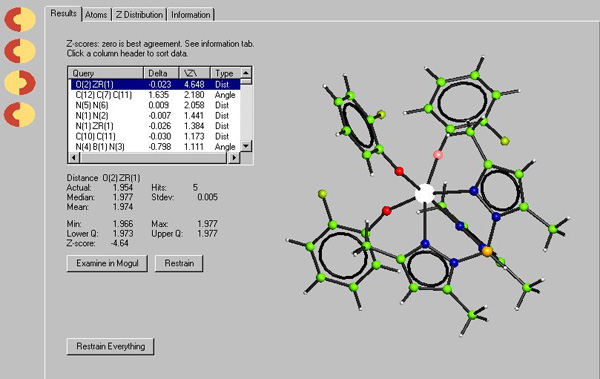 Results Atoms Z Distribution Information
Z-scores: zero is best agreement. See information tab.
Click a column header to sort data.
Query Delta \Z\ Type
O(2) ZR(1) -0.023 4.648 Dist
C(12) C(7) C(11) 1.635 2.180 Angle
N(5) N(6) 0.009 2.058 Dist
N(1) N(2) -0.007 1.441 Dist
N(1) ZR(1) -0.026 1.384 Dist
C(10) C(11) -0.030 1.173 Dist
N(4) B(1) N(3) -0.798 1.111 Angle
Distance O(2) ZR(1)
Actual: 1.954 Hits: 5
Median: 1.977 Stdev: 0.005
Mean: 1.974
Min: 1.966 Max: 1.977
Lower Q: 1.973 Upper Q: 1.977
Z-score: -4.64
Examine in Mogul Restrain
Restrain Everything